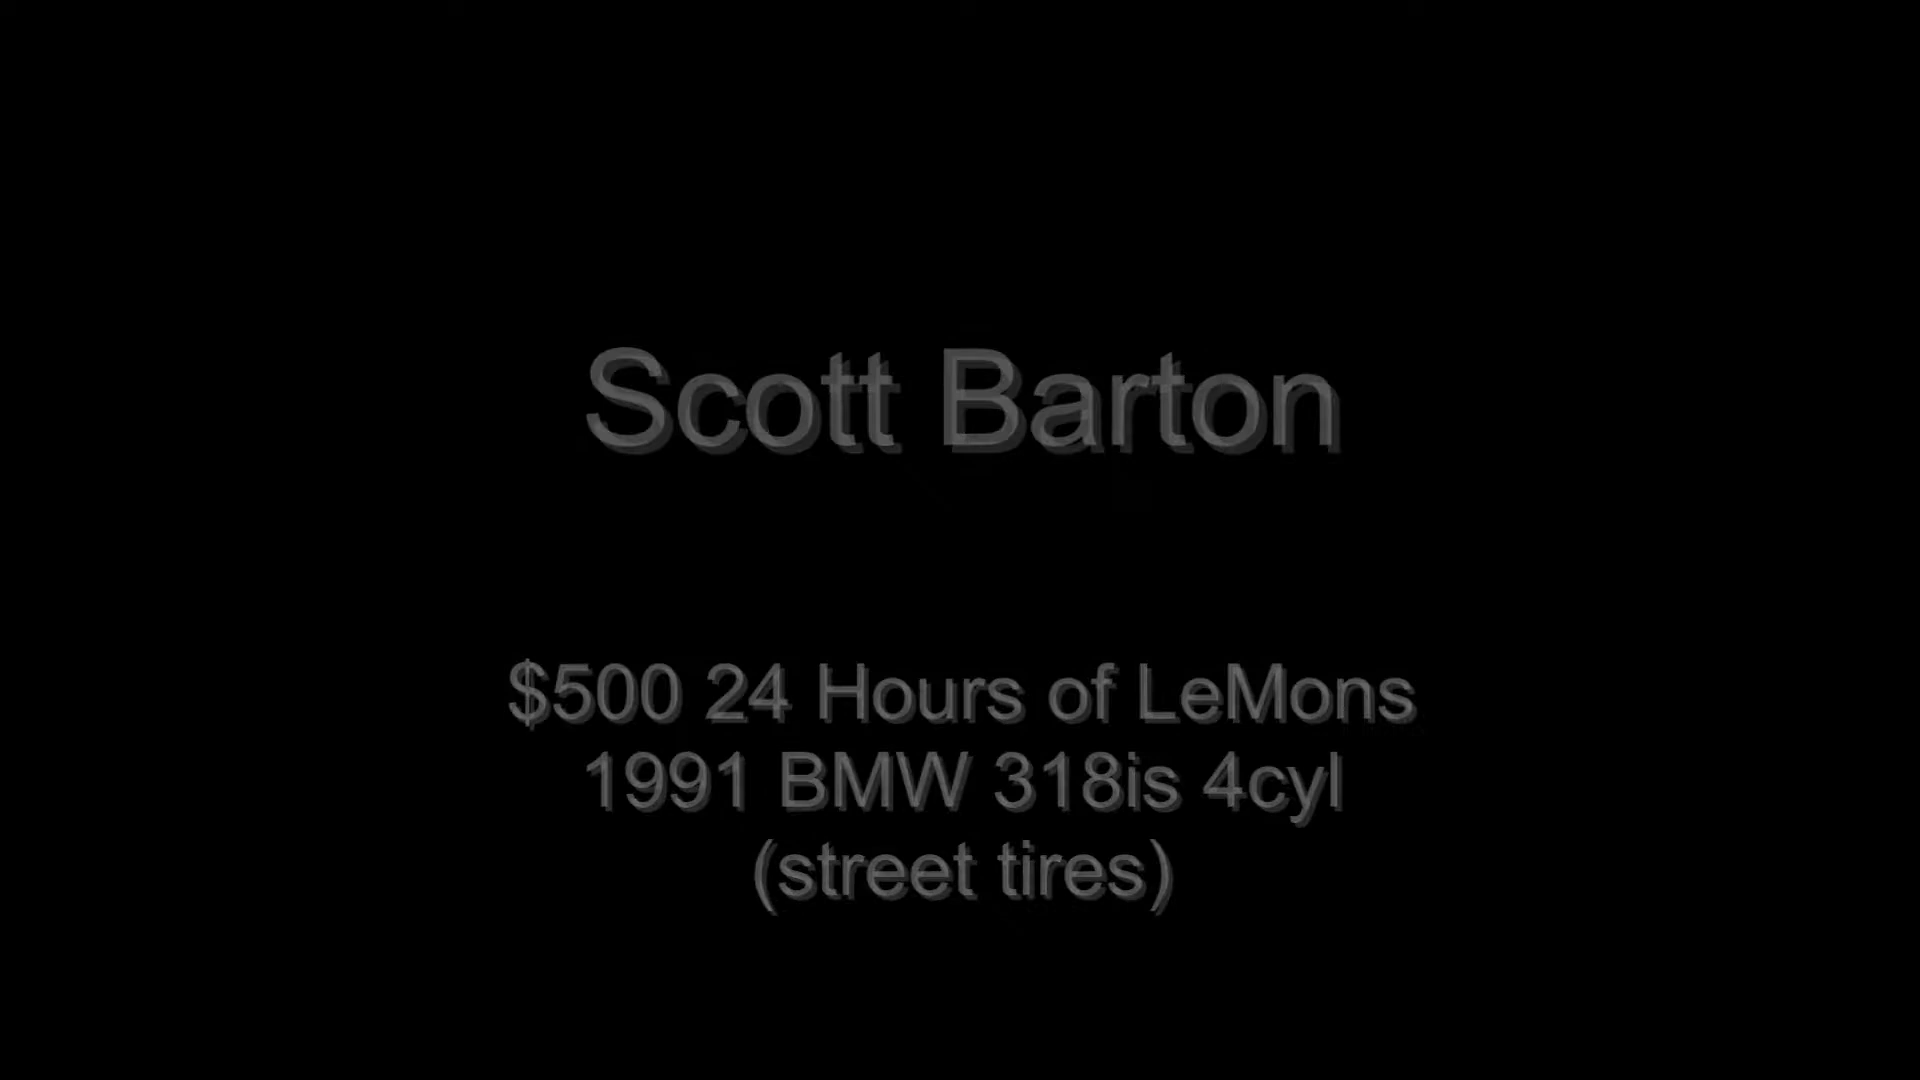 Scott Barton
$500 24 Hours of LeMons
1991 BMW 318is 4cyl
(street tires)